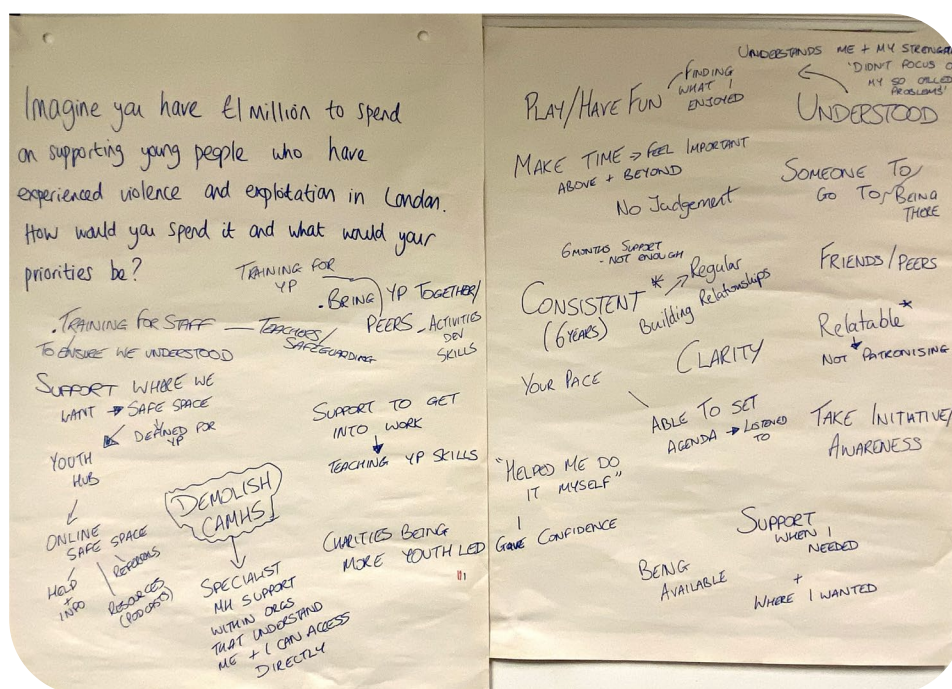 Imagine you have £1 million to spend
on supporting young people who have
experienced violence and exploitation in London.
How would you spend it and what would your
priorities be?
TRAINING FOR
YP
. BRING YP TOGETHER/
PEERS - ACTIVITIES
DEV
SKILLS
. TRAINING FOR STAFF — TEACHERS/
SAFEGUARDING
TO ENSURE WE UNDERSTOOD
SUPPORT WHERE WE
WANT → SAFE SPACE
DEFINED FOR
YP
YOUTH
HUB
ONLINE
SAFE SPACE
HELP
+
INFO
REFERRALS
RESOURCES
(PODCASTS)
DEMOLISH
CAMHS
SPECIALIST
MH SUPPORT
WITHIN ORGS
THAT UNDERSTAND
ME + I CAN ACCESS
DIRECTLY
SUPPORT TO GET
INTO WORK
TEACHING YP SKILLS
CHARITIES BEING
MORE YOUTH LED
PLAY/HAVE FUN
FINDING
WHAT I
ENJOYED
UNDERSTANDS ME + MY STRENGTH
'DIDN'T FOCUS O
MY SO CALLED
PROBLEMS'
UNDERSTOOD
MAKE TIME → FEEL IMPORTANT
ABOVE + BEYOND
No Judgement
SOMEONE TO
GO TO/BEING
THERE
6 MONTHS SUPPORT
- NOT ENOUGH
CONSISTENT *
(6 YEARS)
Regular
Building Relationships
FRIENDS/PEERS
Relatable *
NOT PATRONISING
CLARITY
YOUR PACE
ABLE TO SET
AGENDA → LISTENED
TO
TAKE INITIATIVE/
AWARENESS
"HELPED ME DO
IT MYSELF"
GAVE CONFIDENCE
SUPPORT
WHEN I
NEEDED
+
WHERE I WANTED
BEING
AVAILABLE